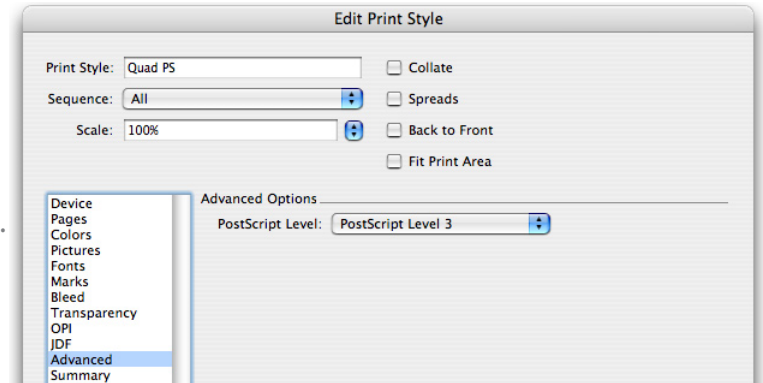 Edit Print Style
Print Style: Quad PS
Collate
Sequence: All
Spreads
Scale: 100%
Back to Front
Fit Print Area
Device
Pages
Colors
Pictures
Fonts
Marks
Bleed
Transparency
OPI
JDF
Advanced
Summary
Advanced Options
PostScript Level: PostScript Level 3